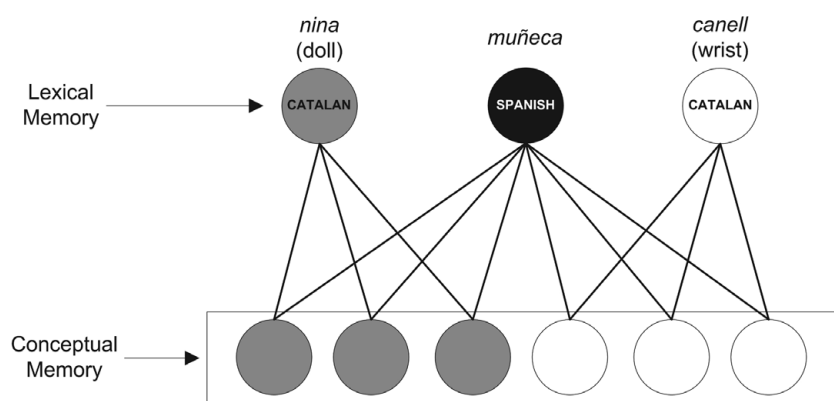 nina
(doll)
muñeca
canell
(wrist)
Lexical
Memory
CATALAN
SPANISH
CATALAN
Conceptual
Memory